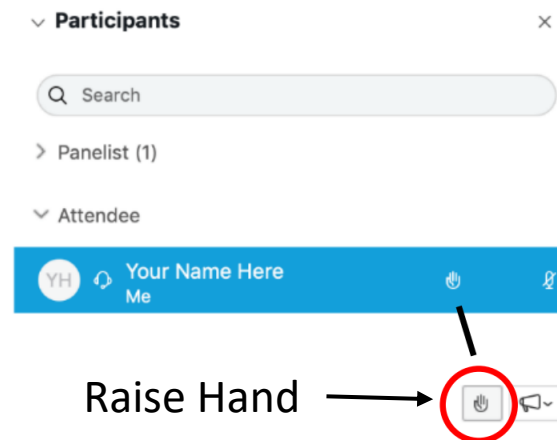 Participants
Search
Panelist (1)
Attendee
YH
Your Name Here
Me
Raise Hand